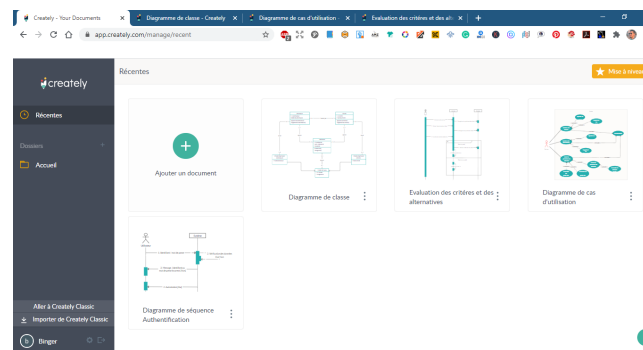 Creately - Your Documents
Diagramme de classe - Creately
Diagramme de cas d'utilisation -
Evaluation des critères et des alte
app.creately.com/manage/recent
creately
Récentes
Mise à niveau
Récentes
Dossiers
Accueil
Ajouter un document
Diagramme de classe
Evaluation des critères et des
alternatives
Diagramme de cas
d'utilisation
Diagramme de séquence
Authentification
Aller à Creately Classic
Importer de Creately Classic
b
Binger